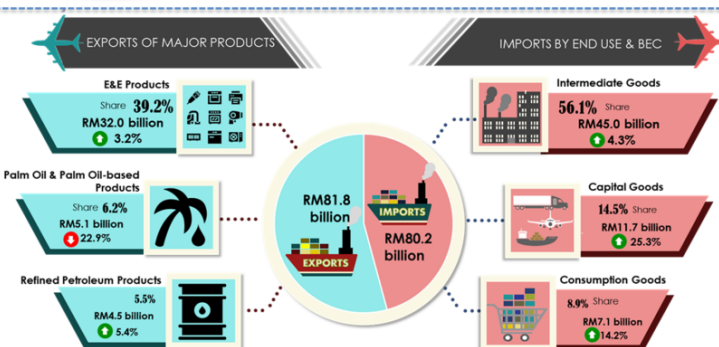 EXPORTS OF MAJOR PRODUCTS
IMPORTS BY END USE & BEC
E&E Products
Share 39.2%
RM32.0 billion
3.2%
Palm Oil & Palm Oil-based
Products
Share 6.2%
RM5.1 billion
22.9%
Refined Petroleum Products
5.5%
RM4.5 billion
5.4%
RM81.8
billion
EXPORTS
IMPORTS
RM80.2
billion
Intermediate Goods
56.1% Share
RM45.0 billion
4.3%
Capital Goods
14.5% Share
RM11.7 billion
25.3%
Consumption Goods
8.9% Share
RM7.1 billion
14.2%